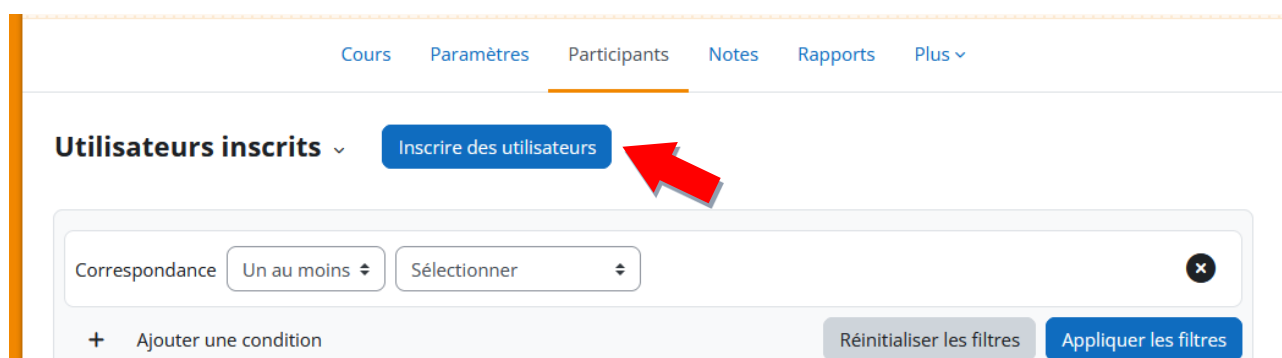 Cours Paramètres Participants Notes Rapports Plus
Utilisateurs inscrits Inscrire des utilisateurs
Correspondance Un au moins Sélectionner
Ajouter une condition Réinitialiser les filtres Appliquer les filtres